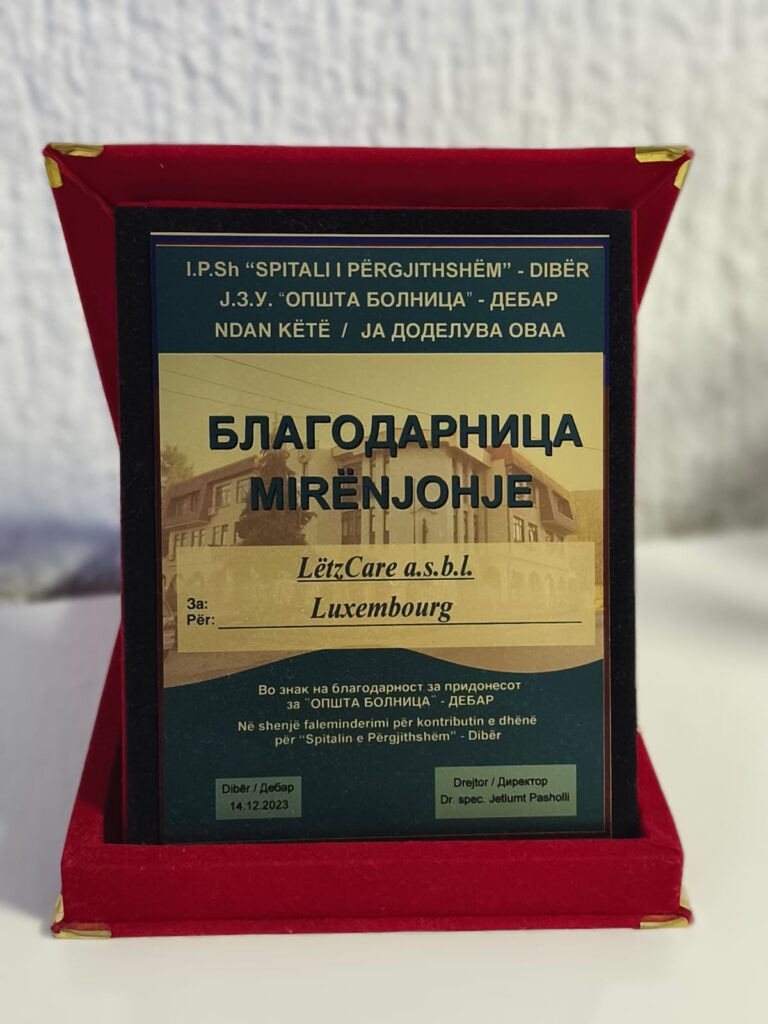 I.P.Sh “SPITALI I PËRGJITHSHËM” - DIBËR
Ј.З.У. “ОПШТА БОЛНИЦА” - ДЕБАР
NDAN KËTË / ЈА ДОДЕЛУВА ОВАА
БЛАГОДАРНИЦА
MIRËNJOHJE
LëtzCare a.s.b.l.
За:
Për: Luxembourg
Во знак на благодарност за придонесот
за ¨ОПШТА БОЛНИЦА¨ - ДЕБАР
Në shenjë faleminderimi për kontributin e dhënë
për “Spitalin e Përgjithshëm” - Dibër
Dibër / Дебар
14.12.2023
Drejtor / Директор
Dr. spec. Jetlumt Pasholli